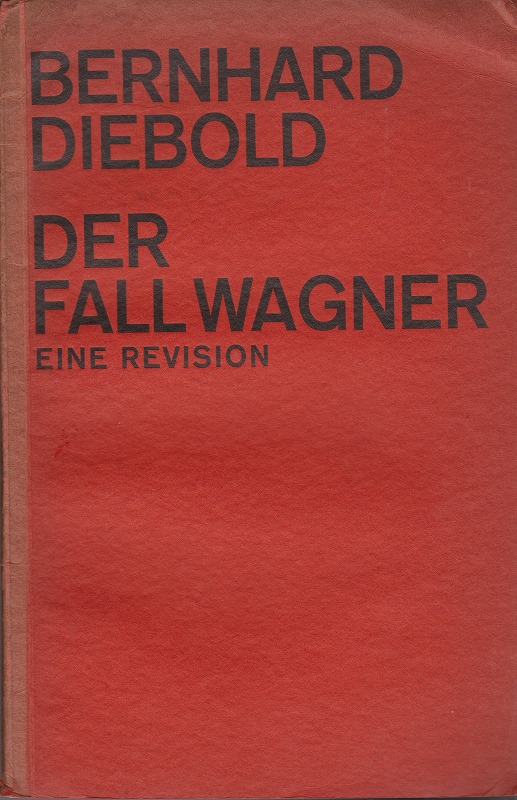 BERNHARD
DIEBOLD
DER
FALL WAGNER
EINE REVISION